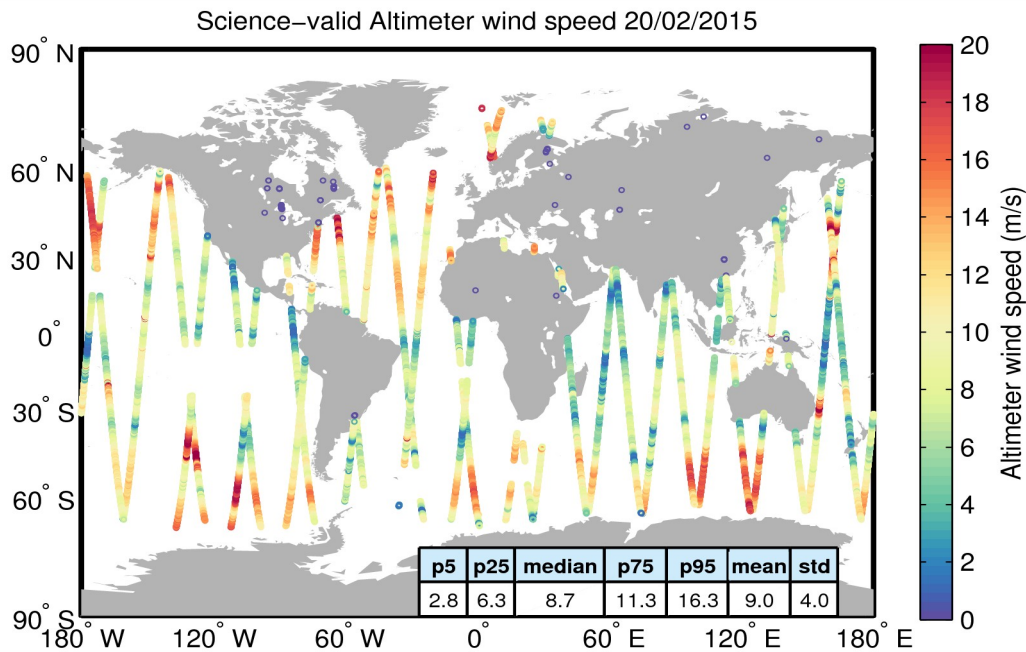 Science−valid Altimeter wind speed 20/02/2015
90° N
60° N
30° N
0°
30° S
60° S
90° S
180° W
120° W
60° W
0°
60° E
120° E
180° E
p5 p25 median p75 p95 mean std
2.8 6.3 8.7 11.3 16.3 9.0 4.0
20
18
16
14
12
10
8
6
4
2
0
Altimeter wind speed (m/s)